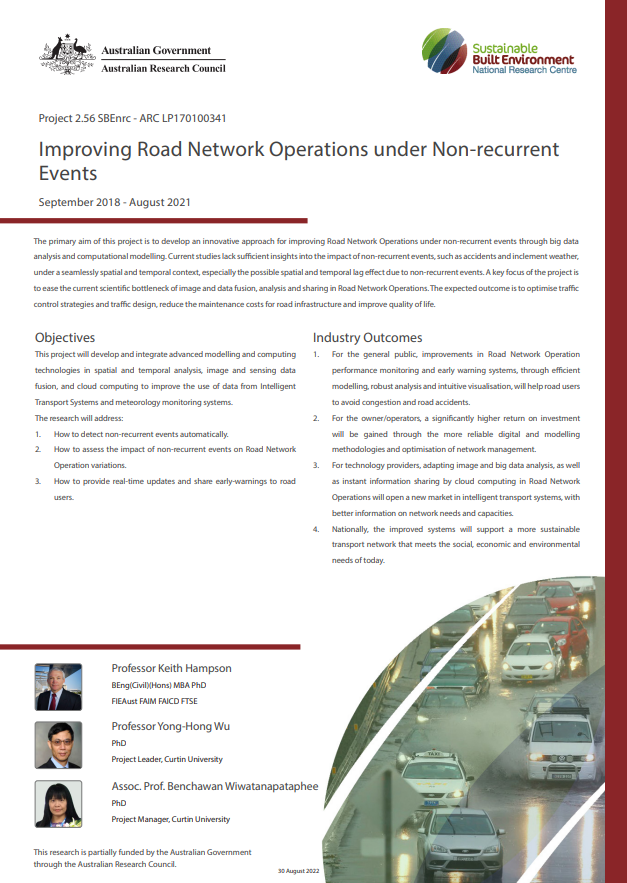 Australian Government
Australian Research Council
Sustainable
Built Environment
National Research Centre
Project 2.56 SBEnrc - ARC LP170100341
Improving Road Network Operations under Non-recurrent
Events
September 2018 - August 2021
The primary aim of this project is to develop an innovative approach for improving Road Network Operations under non-recurrent events through big data
analysis and computational modelling. Current studies lack sufficient insights into the impact of non-recurrent events, such as accidents and inclement weather,
under a seamlessly spatial and temporal context, especially the possible spatial and temporal lag effect due to non-recurrent events. A key focus of the project is
to ease the current scientific bottleneck of image and data fusion, analysis and sharing in Road Network Operations. The expected outcome is to optimise traffic
control strategies and traffic design, reduce the maintenance costs for road infrastructure and improve quality of life.
Objectives
This project will develop and integrate advanced modelling and computing
technologies in spatial and temporal analysis, image and sensing data
fusion, and cloud computing to improve the use of data from Intelligent
Transport Systems and meteorology monitoring systems.
The research will address:
1. How to detect non-recurrent events automatically.
2. How to assess the impact of non-recurrent events on Road Network
Operation variations.
3. How to provide real-time updates and share early-warnings to road
users.
Industry Outcomes
1. For the general public, improvements in Road Network Operation
performance monitoring and early warning systems, through efficient
modelling, robust analysis and intuitive visualisation, will help road users
to avoid congestion and road accidents.
2. For the owner/operators, a significantly higher return on investment
will be gained through the more reliable digital and modelling
methodologies and optimisation of network management.
3. For technology providers, adapting image and big data analysis, as well
as instant information sharing by cloud computing in Road Network
Operations will open a new market in intelligent transport systems, with
better information on network needs and capacities.
4. Nationally, the improved systems will support a more sustainable
transport network that meets the social, economic and environmental
needs of today.
Professor Keith Hampson
BEng(Civil)(Hons) MBA PhD
FIEAust FAIM FAICD FTSE
Professor Yong-Hong Wu
PhD
Project Leader, Curtin University
Assoc. Prof. Benchawan Wiwatanapataphee
PhD
Project Manager, Curtin University
TAXI
This research is partially funded by the Australian Government
through the Australian Research Council.
30 August 2022